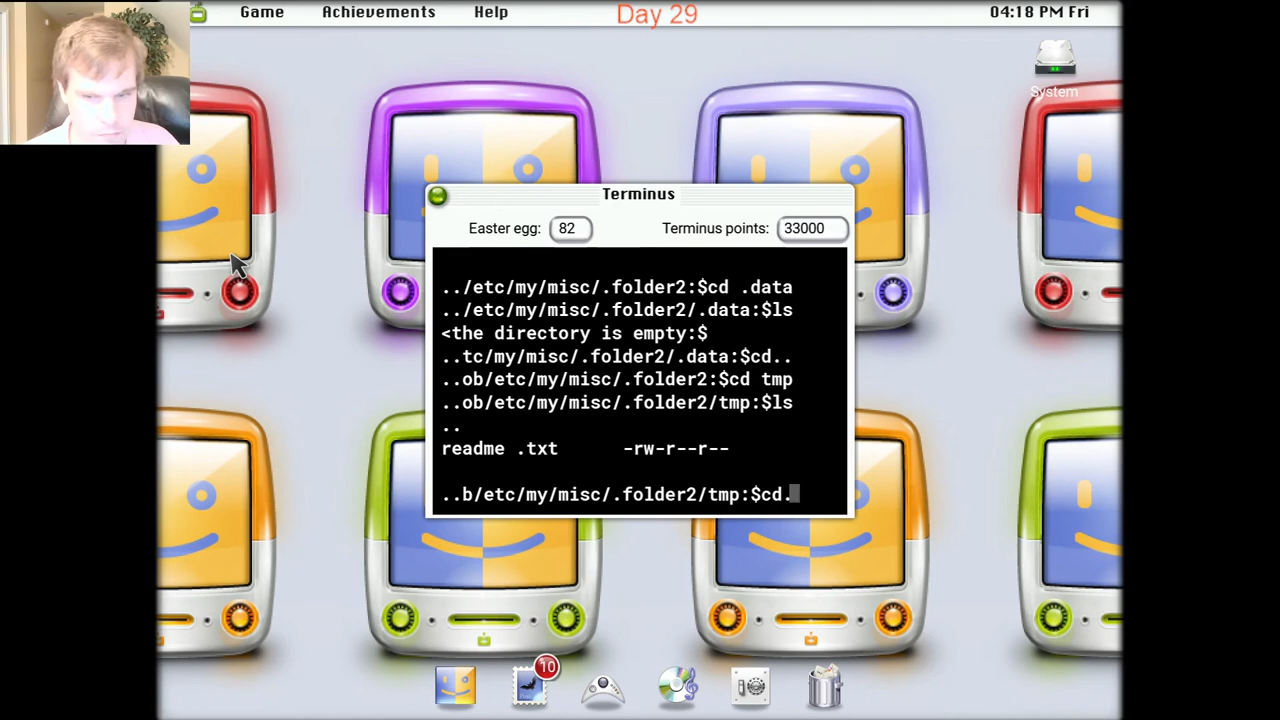 Game Achievements Help Day 29 04:18 PM Fri
System
Terminus
Easter egg: 82 Terminus points: 33000
../etc/my/misc/.folder2:$cd .data
../etc/my/misc/.folder2/.data:$ls
<the directory is empty:$
..tc/my/misc/.folder2/.data:$cd..
..ob/etc/my/misc/.folder2:$cd tmp
..ob/etc/my/misc/.folder2/tmp:$ls
..
readme .txt -rw-r--r--
..b/etc/my/misc/.folder2/tmp:$cd.
10